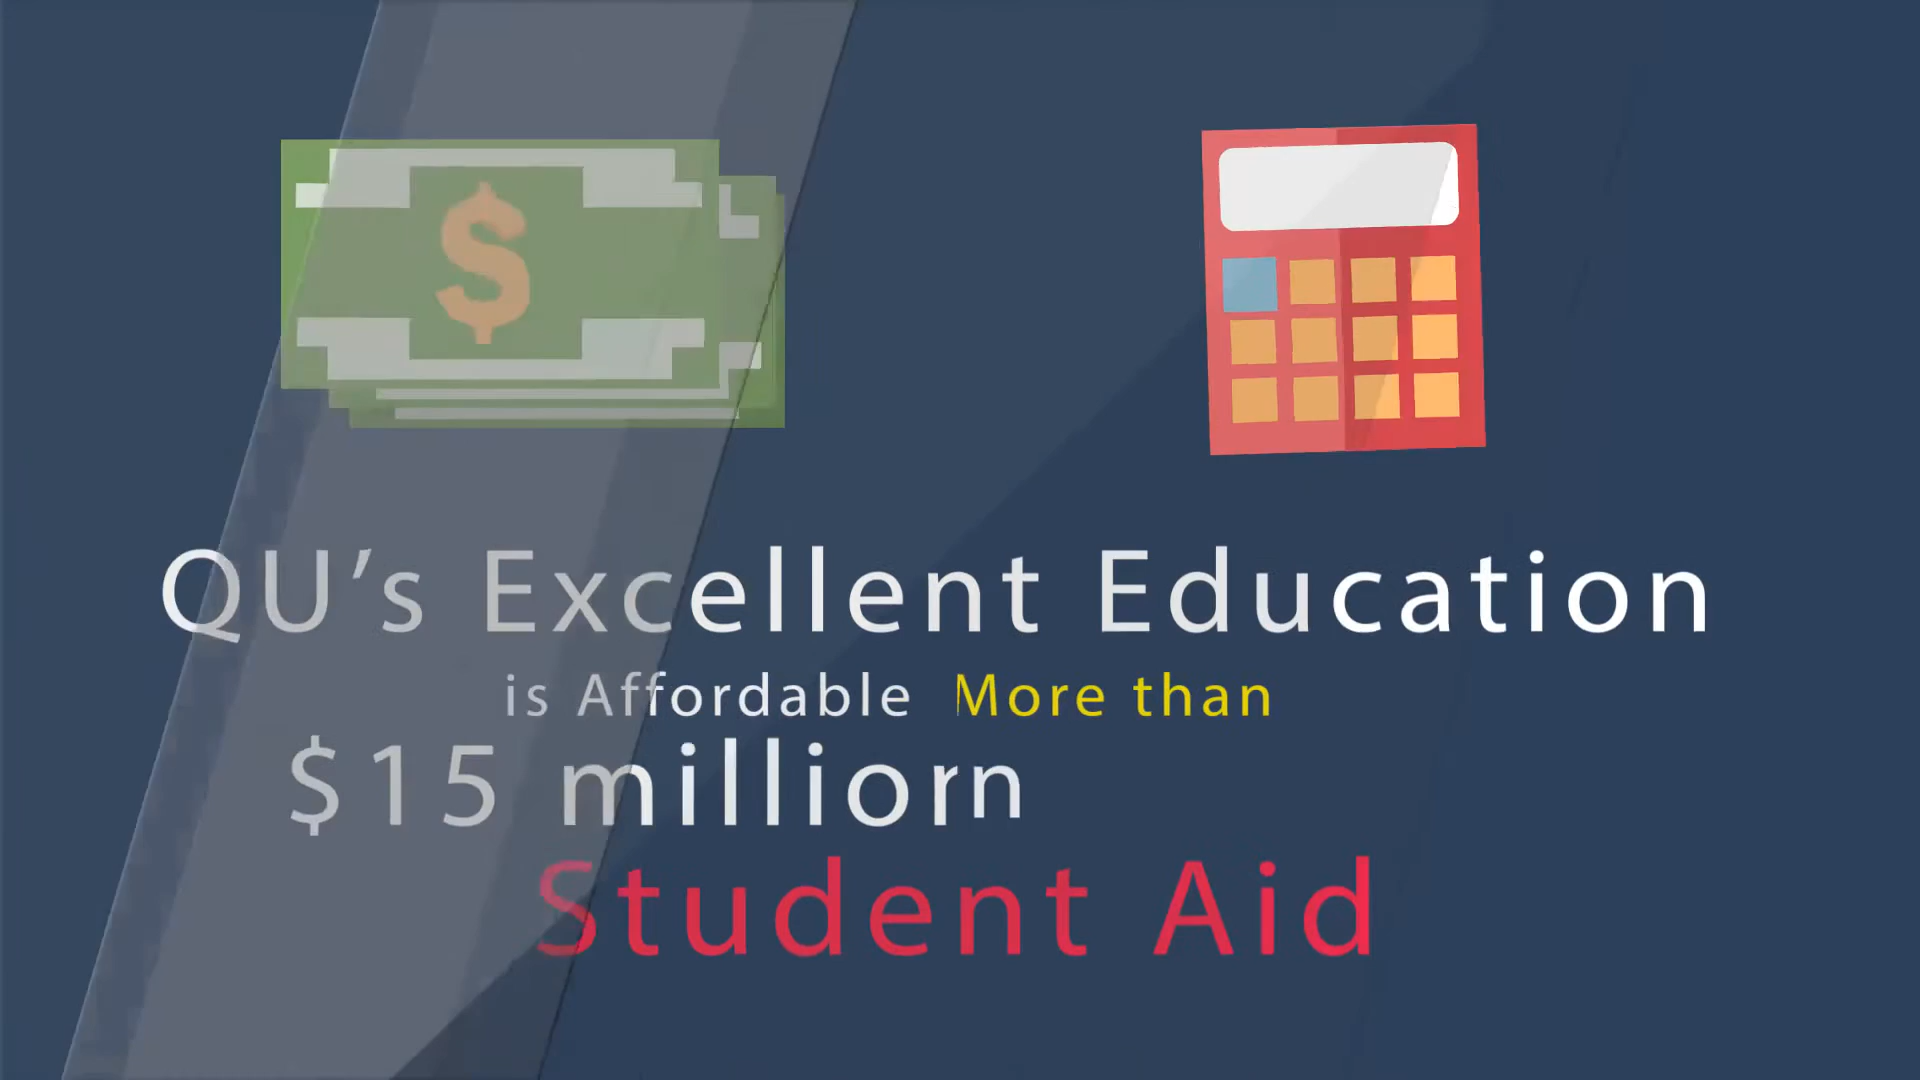 $
QU’s Excellent Education
is Affordable More than
$15 milliorn
Student Aid